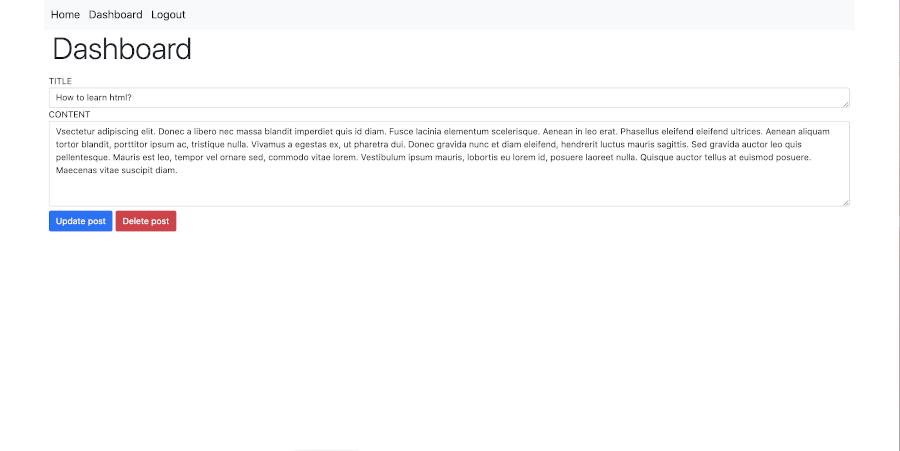 Home Dashboard Logout
Dashboard
TITLE
How to learn html?
CONTENT
Vsectetur adipiscing elit. Donec a libero nec massa blandit imperdiet quis id diam. Fusce lacinia elementum scelerisque. Aenean in leo erat. Phasellus eleifend eleifend ultrices. Aenean aliquam
tortor blandit, porttitor ipsum ac, tristique nulla. Vivamus a egestas ex, ut pharetra dui. Donec gravida nunc et diam eleifend, hendrerit luctus mauris sagittis. Sed gravida auctor leo quis
pellentesque. Mauris est leo, tempor vel ornare sed, commodo vitae lorem. Vestibulum ipsum mauris, lobortis eu lorem id, posuere laoreet nulla. Quisque auctor tellus at euismod posuere.
Maecenas vitae suscipit diam.
Update post Delete post